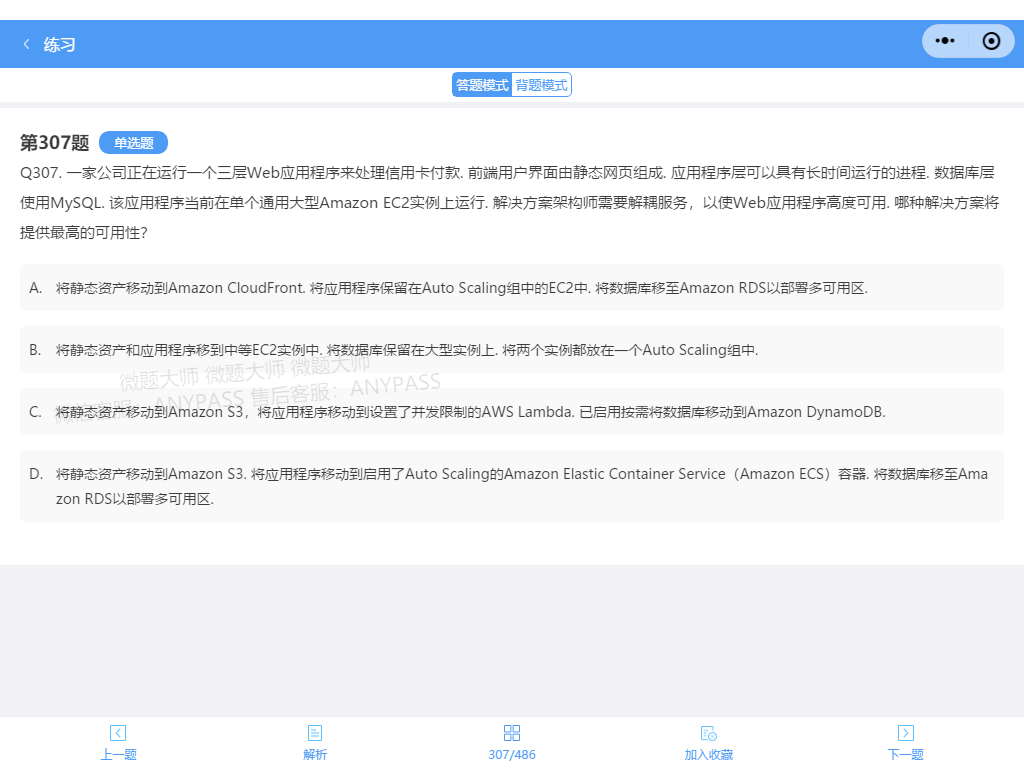 练习
答题模式 背题模式
第307题 单选题
Q307. 一家公司正在运行一个三层Web应用程序来处理信用卡付款. 前端用户界面由静态网页组成. 应用程序层可以具有长时间运行的进程. 数据库层
使用MySQL. 该应用程序当前在单个通用大型Amazon EC2实例上运行. 解决方案架构师需要解耦服务，以使Web应用程序高度可用. 哪种解决方案将
提供最高的可用性?
A. 将静态资产移动到Amazon CloudFront. 将应用程序保留在Auto Scaling组中的EC2中. 将数据库移至Amazon RDS以部署多可用区.
B. 将静态资产和应用程序移到中等EC2实例中. 将数据库保留在大型实例上. 将两个实例都放在一个Auto Scaling组中.
微题大师 微题大师 微题大师
微信客服：ANYPASS 售后客服：ANYPASS
C. 将静态资产移动到Amazon S3，将应用程序移动到设置了并发限制的AWS Lambda. 已启用按需将数据库移动到Amazon DynamoDB.
D. 将静态资产移动到Amazon S3. 将应用程序移动到启用了Auto Scaling的Amazon Elastic Container Service（Amazon ECS）容器. 将数据库移至Ama
zon RDS以部署多可用区.
上一题 解析 307/486 加入收藏 下一题